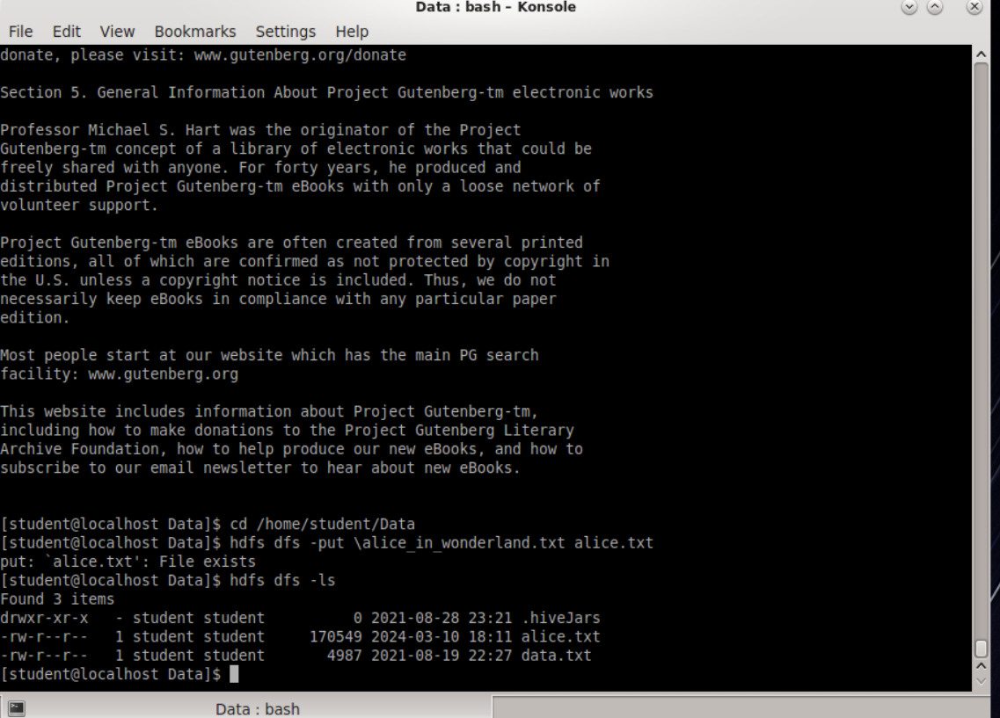 Data : bash – Konsole
File Edit View Bookmarks Settings Help
donate, please visit: www.gutenberg.org/donate
Section 5. General Information About Project Gutenberg-tm electronic works
Professor Michael S. Hart was the originator of the Project
Gutenberg-tm concept of a library of electronic works that could be
freely shared with anyone. For forty years, he produced and
distributed Project Gutenberg-tm eBooks with only a loose network of
volunteer support.
Project Gutenberg-tm eBooks are often created from several printed
editions, all of which are confirmed as not protected by copyright in
the U.S. unless a copyright notice is included. Thus, we do not
necessarily keep eBooks in compliance with any particular paper
edition.
Most people start at our website which has the main PG search
facility: www.gutenberg.org
This website includes information about Project Gutenberg-tm,
including how to make donations to the Project Gutenberg Literary
Archive Foundation, how to help produce our new eBooks, and how to
subscribe to our email newsletter to hear about new eBooks.
[student@localhost Data]$ cd /home/student/Data
[student@localhost Data]$ hdfs dfs -put \alice_in_wonderland.txt alice.txt
put: `alice.txt': File exists
[student@localhost Data]$ hdfs dfs -ls
Found 3 items
drwxr-xr-x   - student student          0 2021-08-28 23:21 .hiveJars
-rw-r--r--   1 student student     170549 2024-03-10 18:11 alice.txt
-rw-r--r--   1 student student       4987 2021-08-19 22:27 data.txt
[student@localhost Data]$
Data : bash